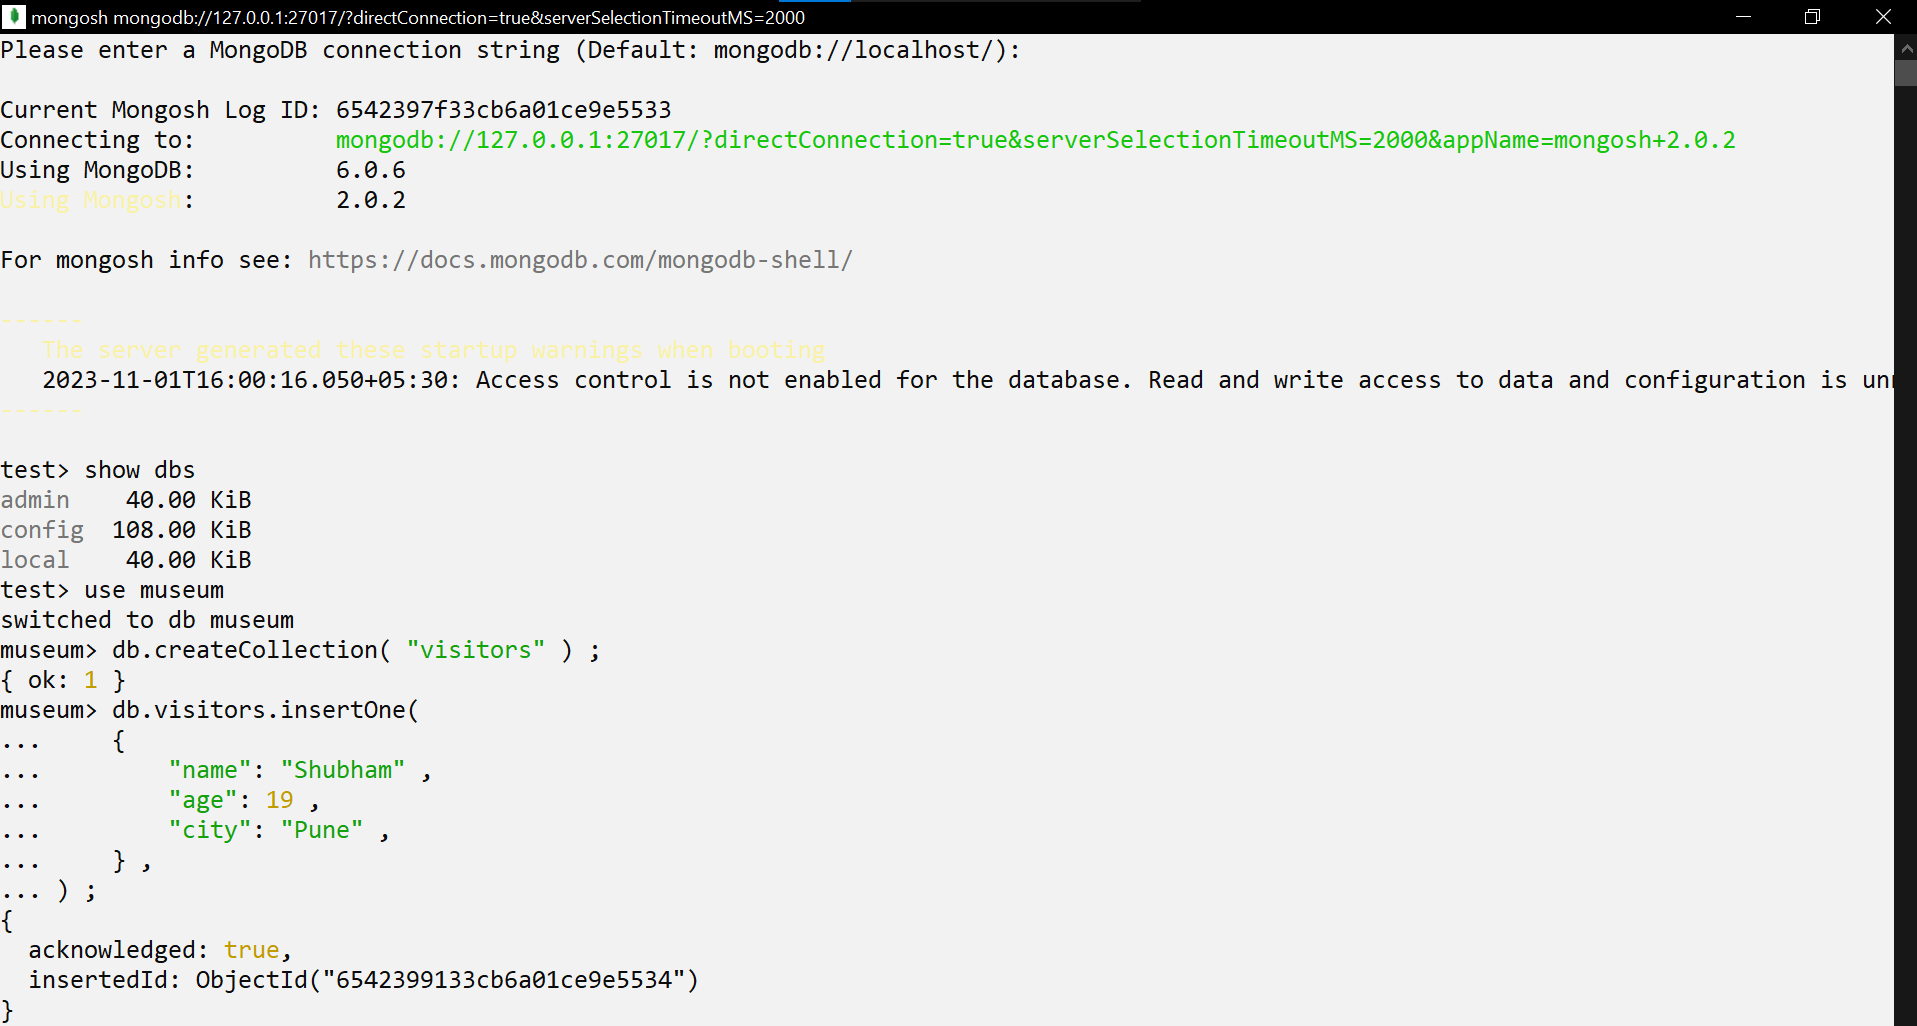 mongosh mongodb://127.0.0.1:27017/?directConnection=true&serverSelectionTimeoutMS=2000
Please enter a MongoDB connection string (Default: mongodb://localhost/):
Current Mongosh Log ID: 6542397f33cb6a01ce9e5533
Connecting to:          mongodb://127.0.0.1:27017/?directConnection=true&serverSelectionTimeoutMS=2000&appName=mongosh+2.0.2
Using MongoDB:          6.0.6
Using Mongosh:          2.0.2
For mongosh info see: https://docs.mongodb.com/mongodb-shell/
------
   The server generated these startup warnings when booting
   2023-11-01T16:00:16.050+05:30: Access control is not enabled for the database. Read and write access to data and configuration is
------
test> show dbs
admin    40.00 KiB
config  108.00 KiB
local    40.00 KiB
test> use museum
switched to db museum
museum> db.createCollection( "visitors" ) ;
{ ok: 1 }
museum> db.visitors.insertOne(
...     {
...         "name": "Shubham" ,
...         "age": 19 ,
...         "city": "Pune" ,
...     } ,
... ) ;
{
  acknowledged: true,
  insertedId: ObjectId("6542399133cb6a01ce9e5534")
}